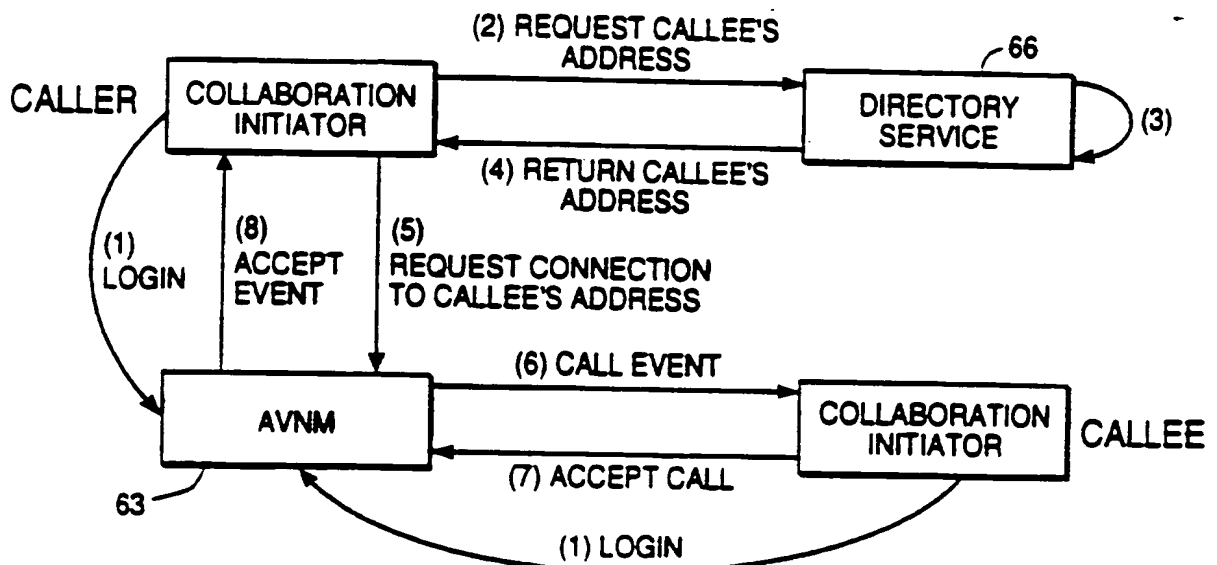 (2) REQUEST CALLEE'S
ADDRESS
66
CALLER
COLLABORATION
INITIATOR
DIRECTORY
SERVICE
(3)
(4) RETURN CALLEE'S
ADDRESS
(1)
LOGIN
(8)
ACCEPT
EVENT
(5)
REQUEST CONNECTION
TO CALLEE'S ADDRESS
(6) CALL EVENT
AVNM
COLLABORATION
INITIATOR
CALLEE
(7) ACCEPT CALL
63
(1) LOGIN